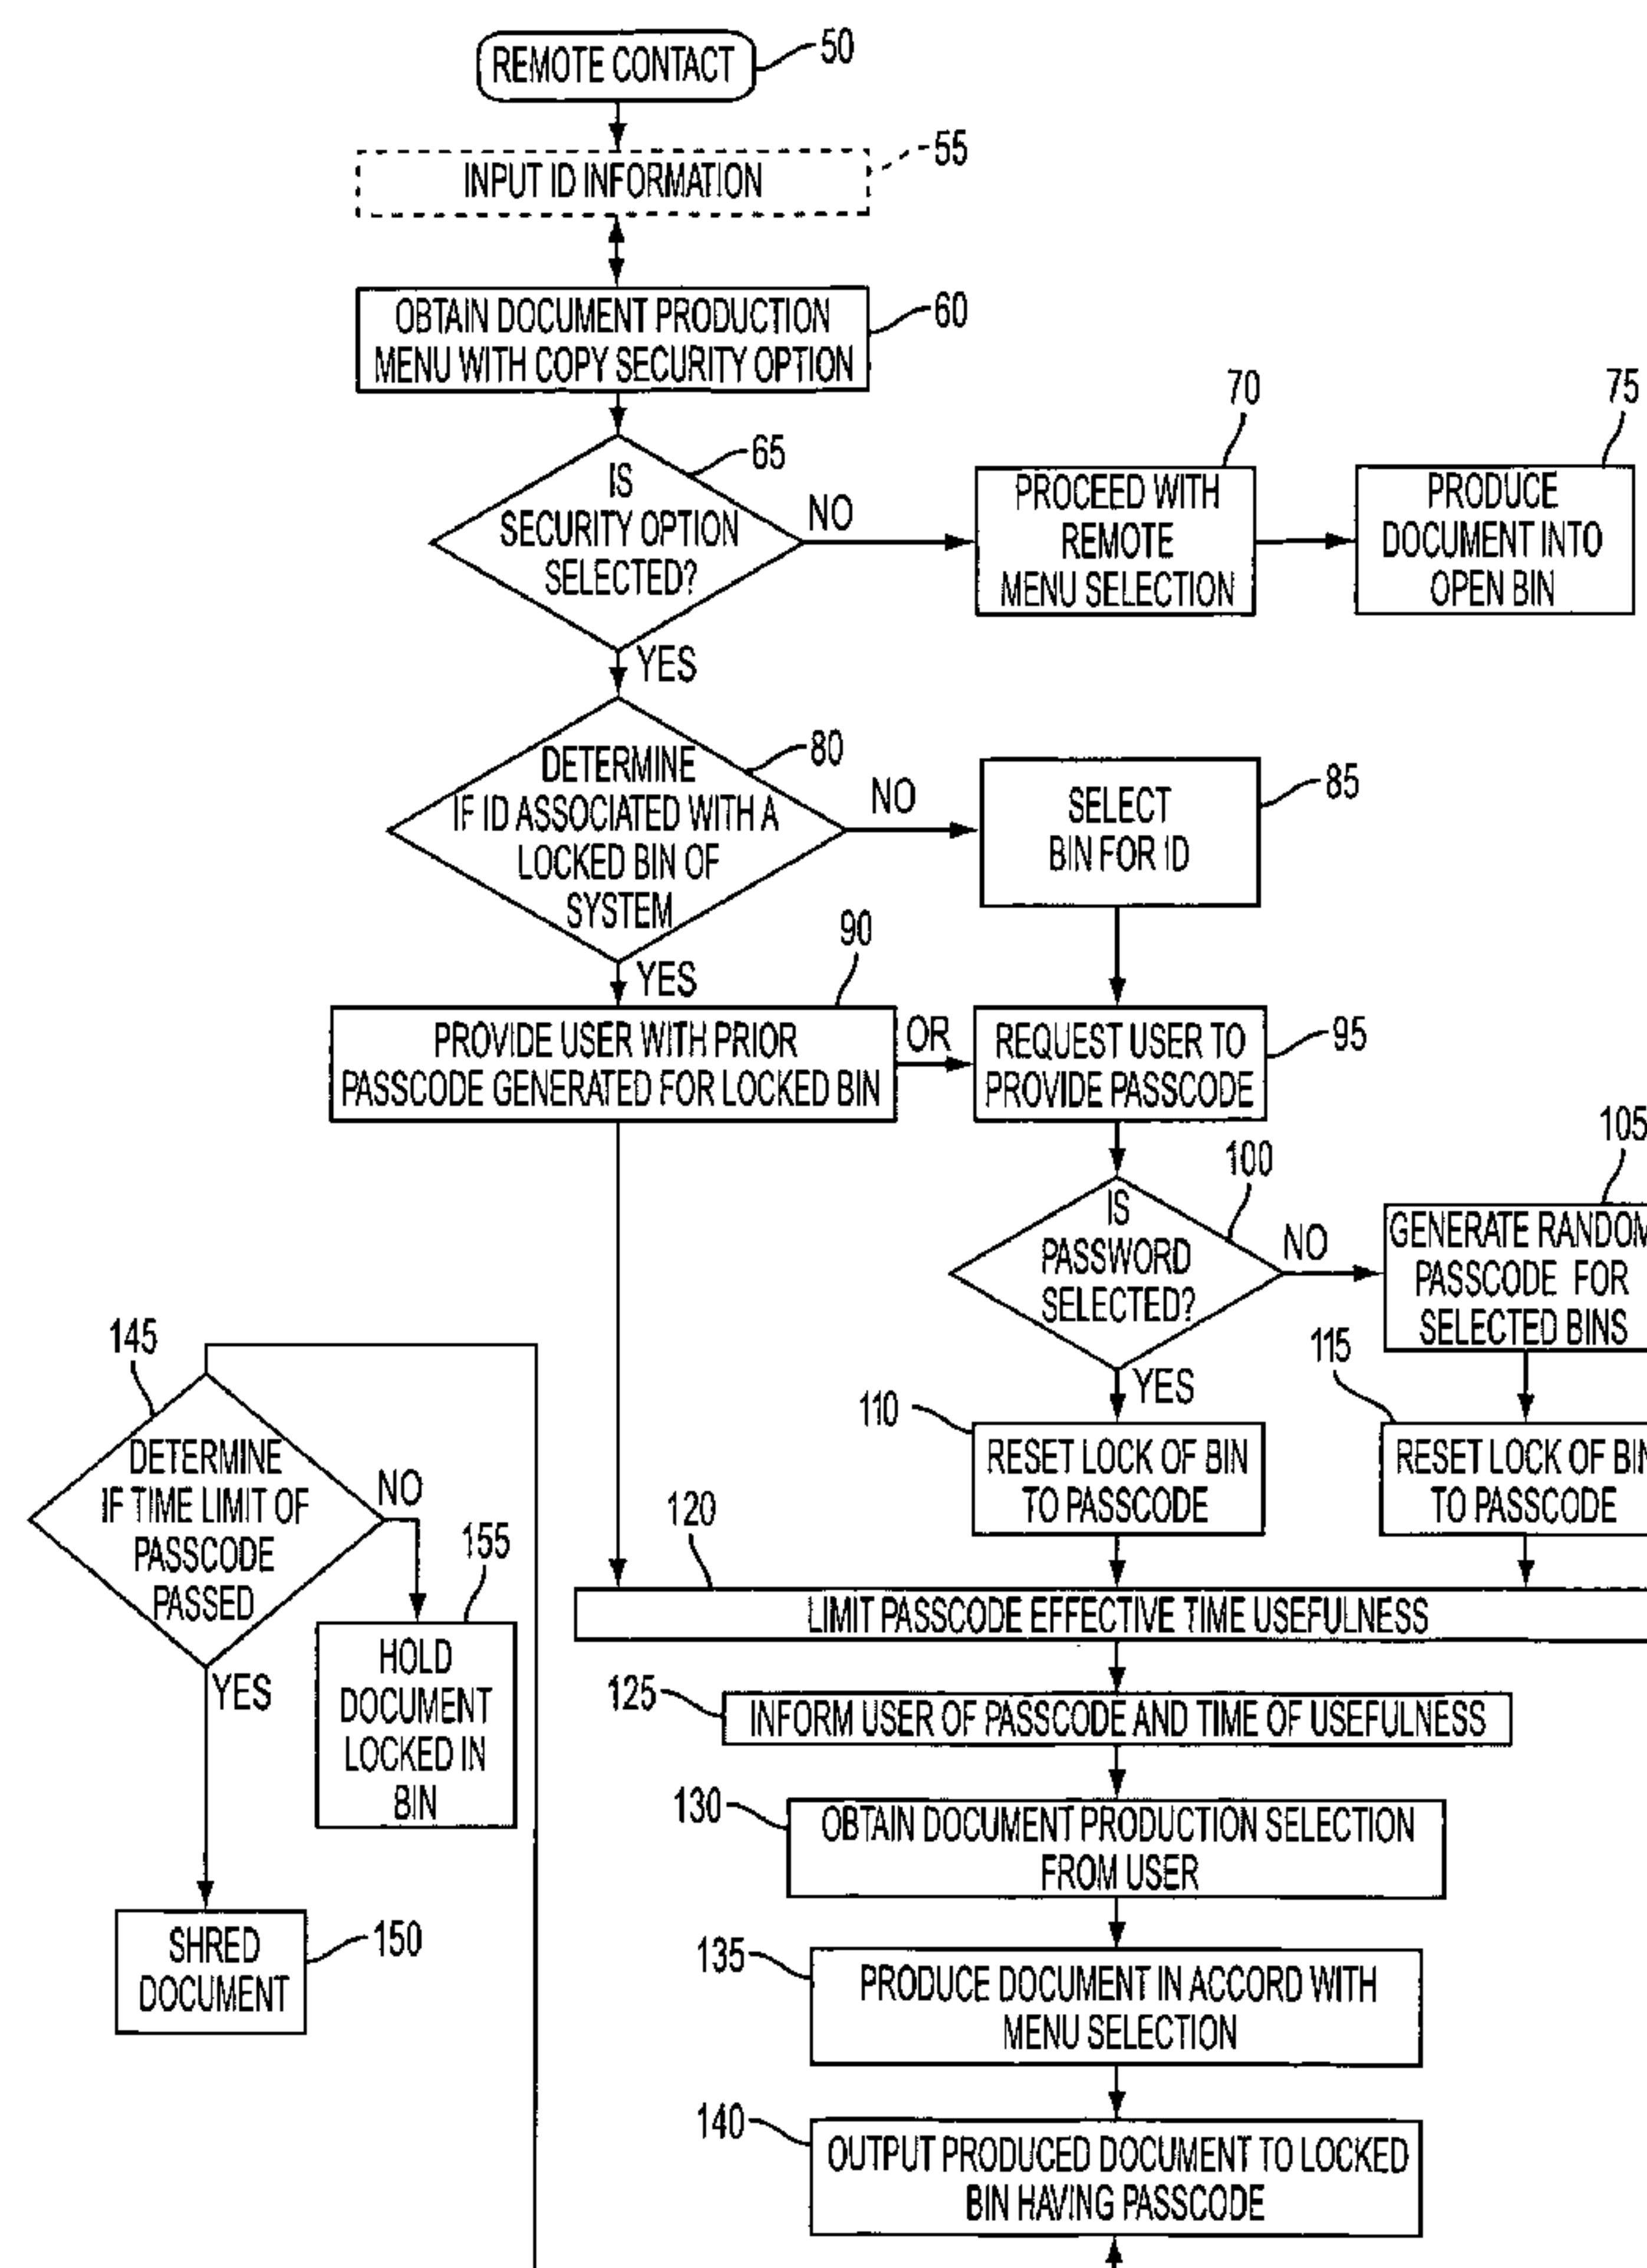 REMOTE CONTACT
50
INPUT ID INFORMATION
55
OBTAIN DOCUMENT PRODUCTION
MENU WITH COPY SECURITY OPTION
60
IS
SECURITY OPTION
SELECTED?
65
NO
PROCEED WITH
REMOTE
MENU SELECTION
70
PRODUCE
DOCUMENT INTO
OPEN BIN
75
YES
DETERMINE
IF ID ASSOCIATED WITH A
LOCKED BIN OF
SYSTEM
80
NO
SELECT
BIN FOR ID
85
YES
90
PROVIDE USER WITH PRIOR
PASSCODE GENERATED FOR LOCKED BIN
OR
REQUEST USER TO
PROVIDE PASSCODE
95
IS
PASSWORD
SELECTED?
100
NO
105
GENERATE RANDOM
PASSCODE FOR
SELECTED BINS
YES
110
RESET LOCK OF BIN
TO PASSCODE
115
RESET LOCK OF BIN
TO PASSCODE
120
LIMIT PASSCODE EFFECTIVE TIME USEFULNESS
125
INFORM USER OF PASSCODE AND TIME OF USEFULNESS
130
OBTAIN DOCUMENT PRODUCTION SELECTION
FROM USER
135
PRODUCE DOCUMENT IN ACCORD WITH
MENU SELECTION
140
OUTPUT PRODUCED DOCUMENT TO LOCKED
BIN HAVING PASSCODE
145
DETERMINE
IF TIME LIMIT OF
PASSCODE
PASSED
NO
155
HOLD
DOCUMENT
LOCKED IN
BIN
YES
SHRED
DOCUMENT
150